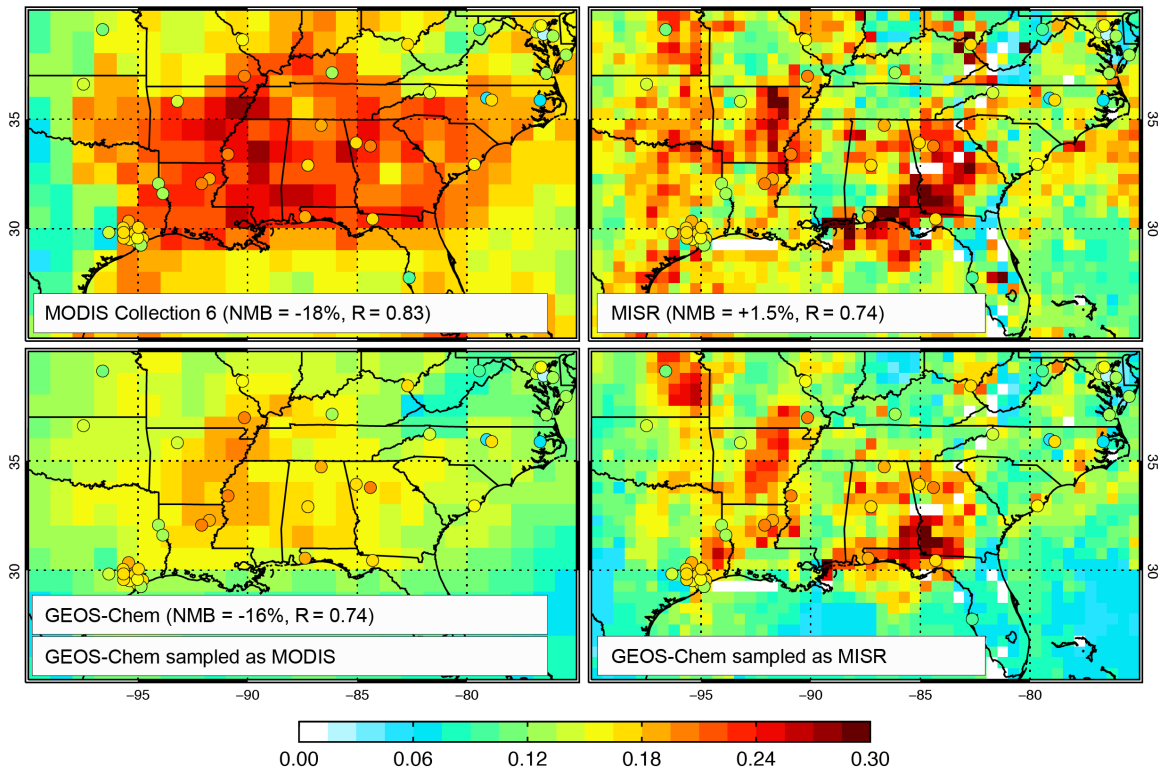 35
30
MODIS Collection 6 (NMB = -18%, R = 0.83)
MISR (NMB = +1.5%, R = 0.74)
35
30
35
30
GEOS-Chem (NMB = -16%, R = 0.74)
GEOS-Chem sampled as MODIS
GEOS-Chem sampled as MISR
35
30
−95 −90 −85 −80
−95 −90 −85 −80
0.00 0.06 0.12 0.18 0.24 0.30